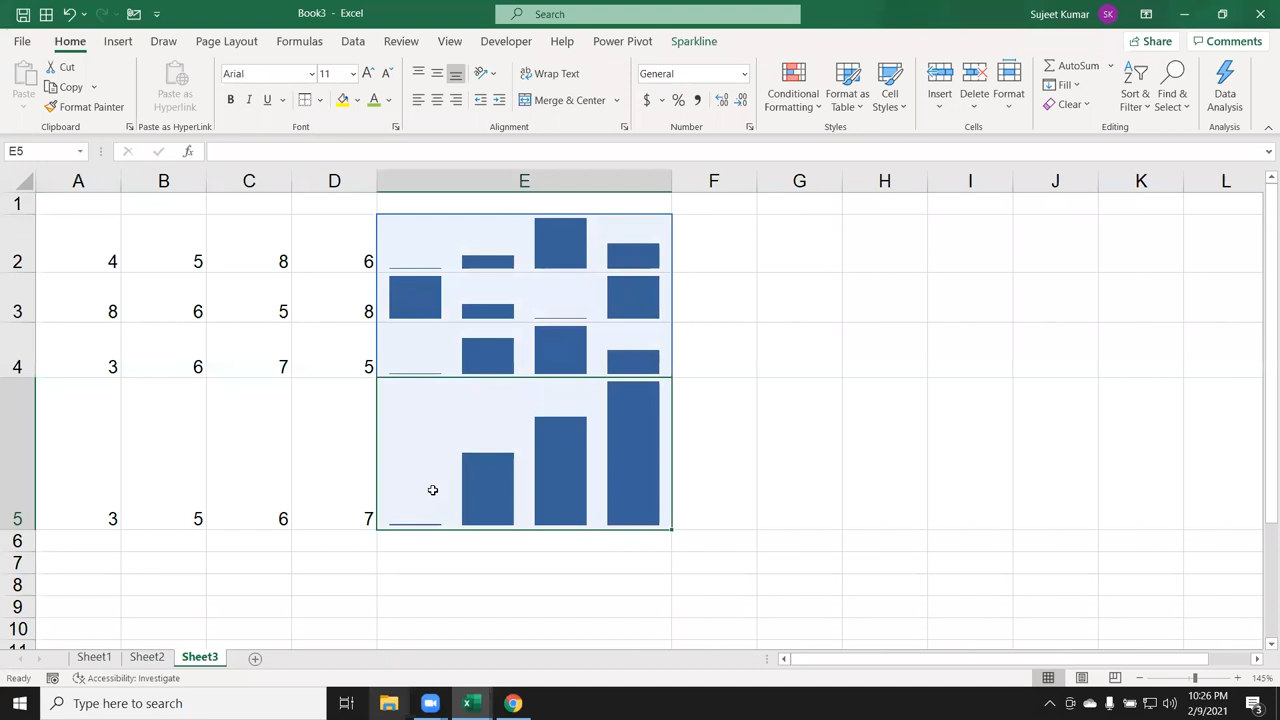 Book3 - Excel
Search
Sujeet Kumar
SK
File Home Insert Draw Page Layout Formulas Data Review View Developer Help Power Pivot Sparkline
Share
Comments
Paste
Cut
Copy
Format Painter
Clipboard
Paste as Hyperlink
Paste as HyperLink
Arial 11
B I U
Font
Wrap Text
Merge & Center
Alignment
General
$ % ,
Number
Conditional Formatting
Format as Table
Cell Styles
Styles
Insert Delete Format
Cells
AutoSum
Fill
Clear
Sort & Filter
Find & Select
Editing
Data Analysis
Analysis
E5
fx
A B C D E F G H I J K L
1
2 4 5 8 6
3 8 6 5 8
4 3 6 7 5
5 3 5 6 7
6
7
8
9
10
11
Sheet1 Sheet2 Sheet3
Ready
Accessibility: Investigate
145%
Type here to search
10:26 PM
2/9/2021
3